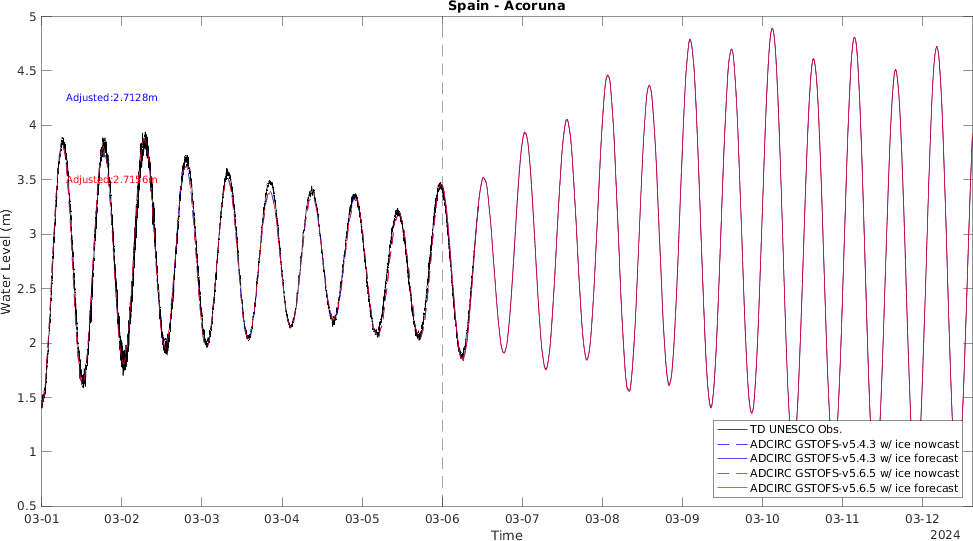 Spain - Acoruna
5
4.5
4
3.5
3
2.5
2
1.5
1
0.5
Water Level (m)
Adjusted:2.7128m
Adjusted:2.7156m
TD UNESCO Obs.
ADCIRC GSTOFS-v5.4.3 w/ ice nowcast
ADCIRC GSTOFS-v5.4.3 w/ ice forecast
ADCIRC GSTOFS-v5.6.5 w/ ice nowcast
ADCIRC GSTOFS-v5.6.5 w/ ice forecast
03-01 03-02 03-03 03-04 03-05 03-06 03-07 03-08 03-09 03-10 03-11 03-12
Time
2024